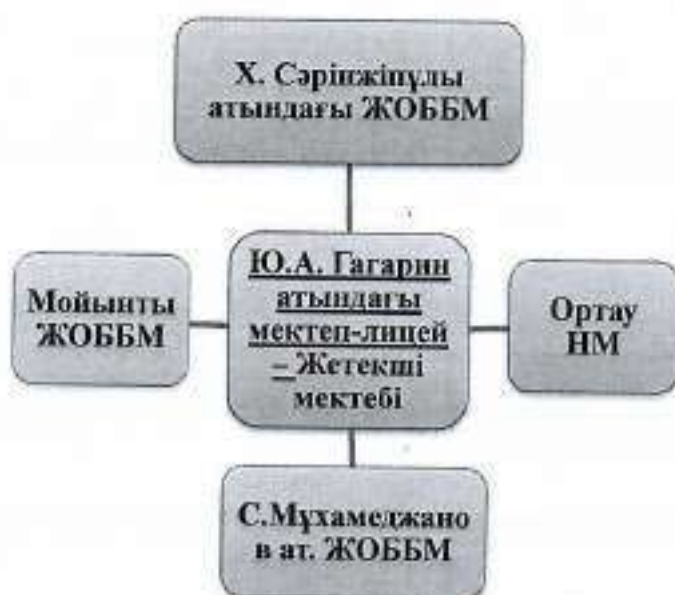 Х. Сәрінжіпұлы
атындағы ЖОББМ
Ю.А. Гагарин
атындағы
мектеп-лицей
– Жетекші
мектебі
Мойынты
ЖОББМ
Ортау
НМ
С.Мұхамеджано
в ат. ЖОББМ